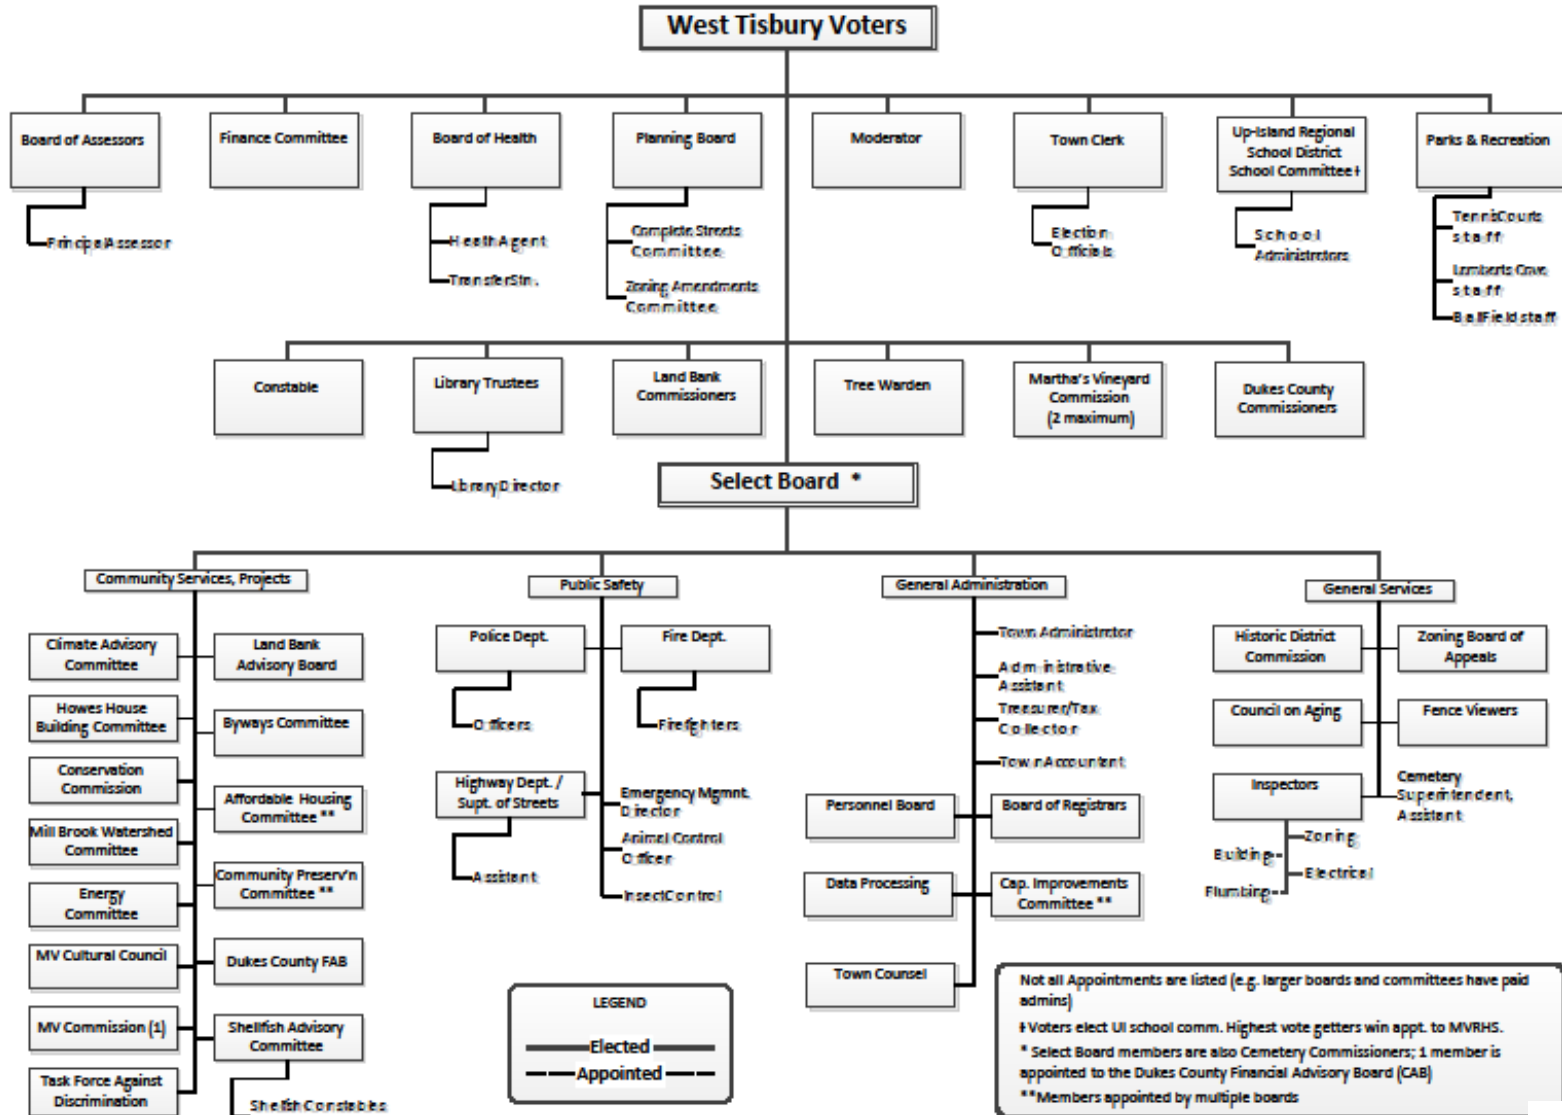 West Tisbury Voters
Board of Assessors
Finance Committee
Board of Health
Planning Board
Moderator
Town Clerk
Up-Island Regional
School District
School Committee ǂ
Parks & Recreation
Principal Assessor
Heath Agent
Transfer Stn.
Complete Streets
Committee
Zoning Amendments
Committee
Election
Officials
School
Administrators
Tennis Courts
staff
Lamberts Cove
staff
Ball Field staff
Constable
Library Trustees
Land Bank
Commissioners
Tree Warden
Martha's Vineyard
Commission
(2 maximum)
Dukes County
Commissioners
Library Director
Select Board *
Community Services, Projects
Climate Advisory
Committee
Land Bank
Advisory Board
Howes House
Building Committee
Byways Committee
Conservation
Commission
Affordable Housing
Committee **
Mill Brook Watershed
Committee
Community Preserv'n
Committee **
Energy
Committee
MV Cultural Council
Dukes County FAB
MV Commission (1)
Shellfish Advisory
Committee
Task Force Against
Discrimination
Shellfish Constables
Public Safety
Police Dept.
Fire Dept.
Officers
Firefighters
Highway Dept. /
Supt. of Streets
Assistant
Emergency Mgmnt.
Director
Animal Control
Officer
Insect Control
General Administration
Town Administrator
Administrative
Assistant
Treasurer/Tax
Collector
Town Accountant
Personnel Board
Board of Registrars
Data Processing
Cap. Improvements
Committee **
Town Counsel
General Services
Historic District
Commission
Zoning Board of
Appeals
Council on Aging
Fence Viewers
Inspectors
Cemetery
Superintendent,
Assistant
Zoning
Building
Electrical
Plumbing
LEGEND
Elected
Appointed
Not all Appointments are listed (e.g. larger boards and committees have paid
admins)
ǂ Voters elect UI school comm. Highest vote getters win appt. to MVRHS.
* Select Board members are also Cemetery Commissioners; 1 member is
appointed to the Dukes County Financial Advisory Board (CAB)
**Members appointed by multiple boards